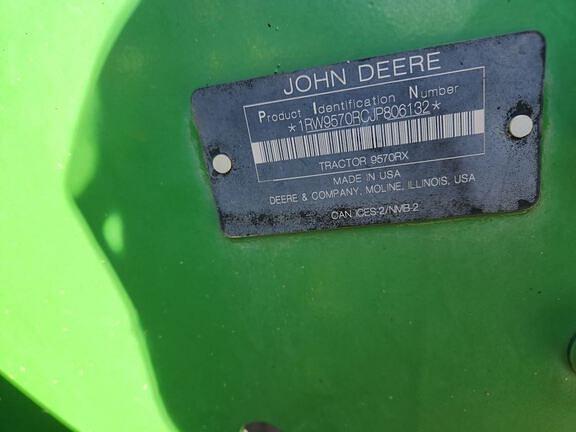 JOHN DEERE
Product Identification Number
*1RW9570RCJP806132*
TRACTOR 9570RX
MADE IN USA
DEERE & COMPANY, MOLINE, ILLINOIS, USA
CAN ICES-2/NMB-2